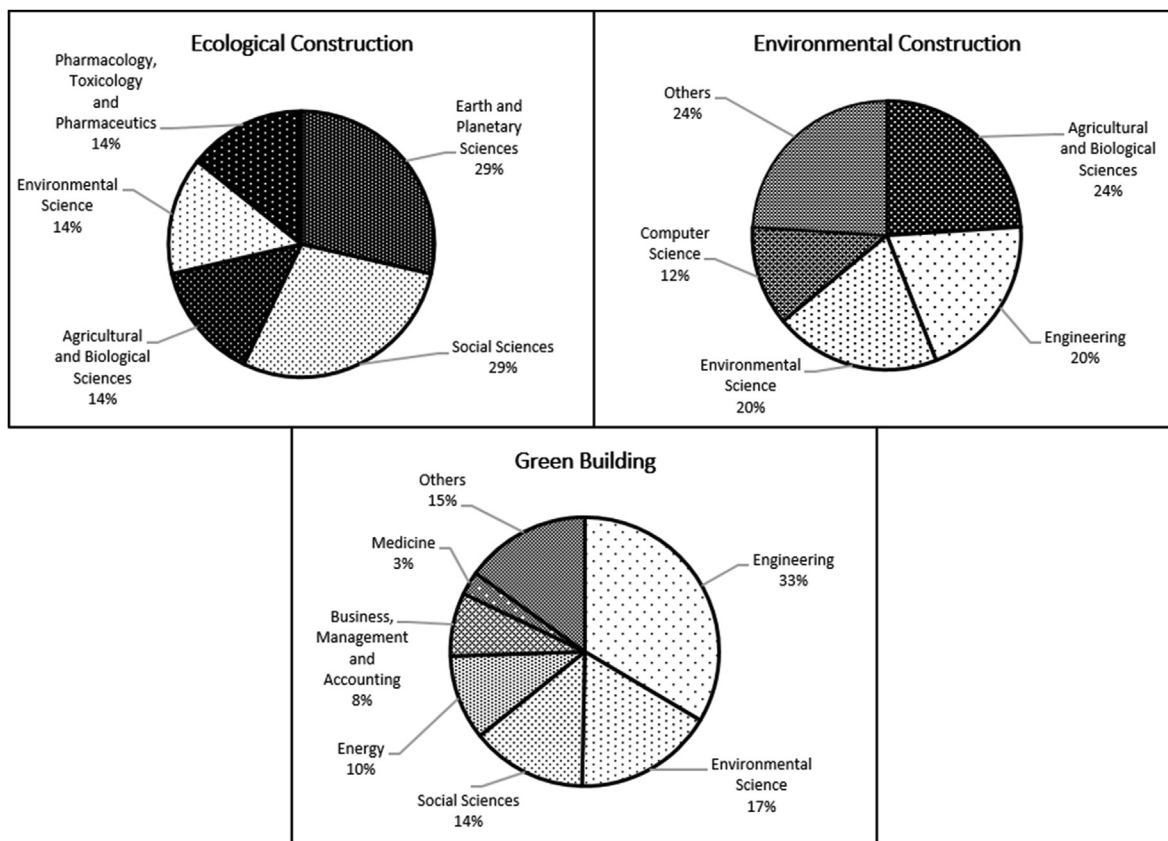 Ecological Construction
Pharmacology,
Toxicology
and
Pharmaceutics
14%
Earth and
Planetary
Sciences
29%
Environmental
Science
14%
Agricultural
and Biological
Sciences
14%
Social Sciences
29%
Environmental Construction
Others
24%
Agricultural
and Biological
Sciences
24%
Computer
Science
12%
Engineering
20%
Environmental
Science
20%
Green Building
Others
15%
Medicine
3%
Engineering
33%
Business,
Management
and
Accounting
8%
Energy
10%
Social Sciences
14%
Environmental
Science
17%